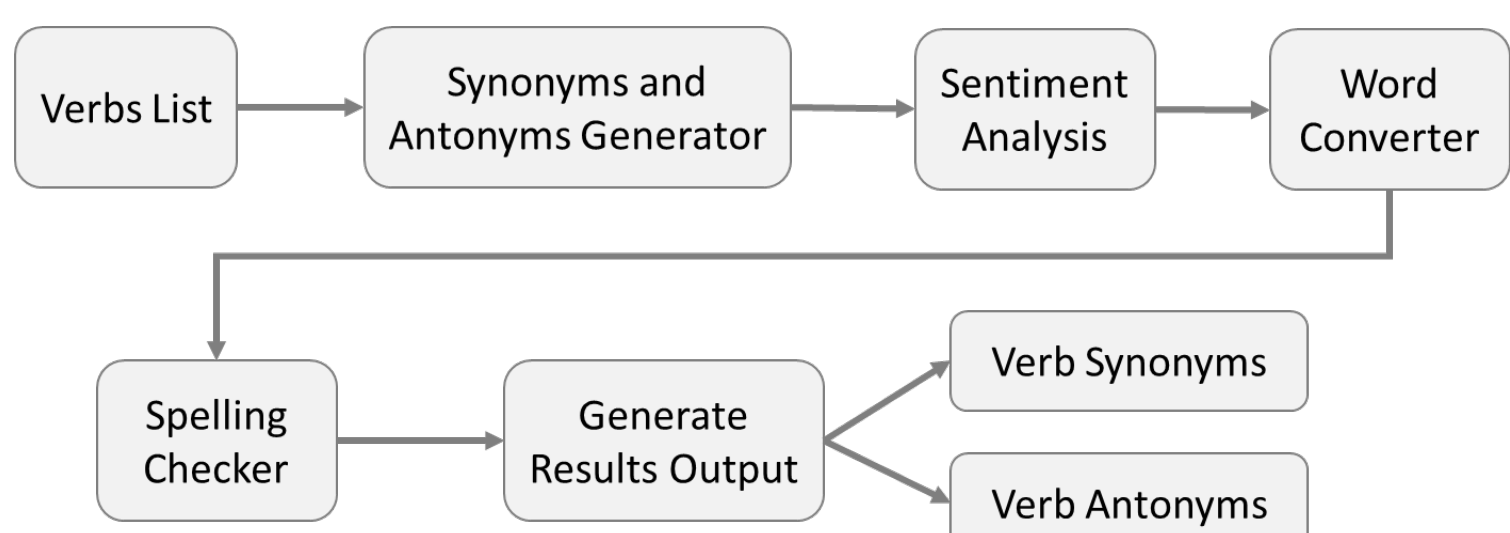 Verbs List
Synonyms and
Antonyms Generator
Sentiment
Analysis
Word
Converter
Spelling
Checker
Generate
Results Output
Verb Synonyms
Verb Antonyms